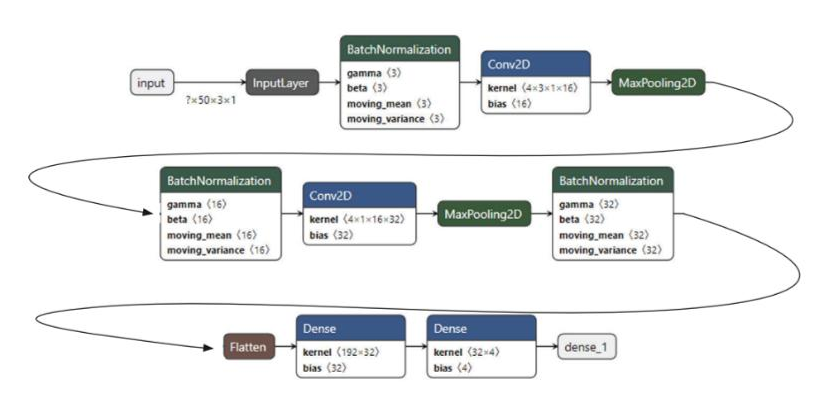 input
?×50×3×1
InputLayer
BatchNormalization
gamma ⟨3⟩
beta ⟨3⟩
moving_mean ⟨3⟩
moving_variance ⟨3⟩
Conv2D
kernel ⟨4×3×1×16⟩
bias ⟨16⟩
MaxPooling2D
BatchNormalization
gamma ⟨16⟩
beta ⟨16⟩
moving_mean ⟨16⟩
moving_variance ⟨16⟩
Conv2D
kernel ⟨4×1×16×32⟩
bias ⟨32⟩
MaxPooling2D
BatchNormalization
gamma ⟨32⟩
beta ⟨32⟩
moving_mean ⟨32⟩
moving_variance ⟨32⟩
Flatten
Dense
kernel ⟨192×32⟩
bias ⟨32⟩
Dense
kernel ⟨32×4⟩
bias ⟨4⟩
dense_1